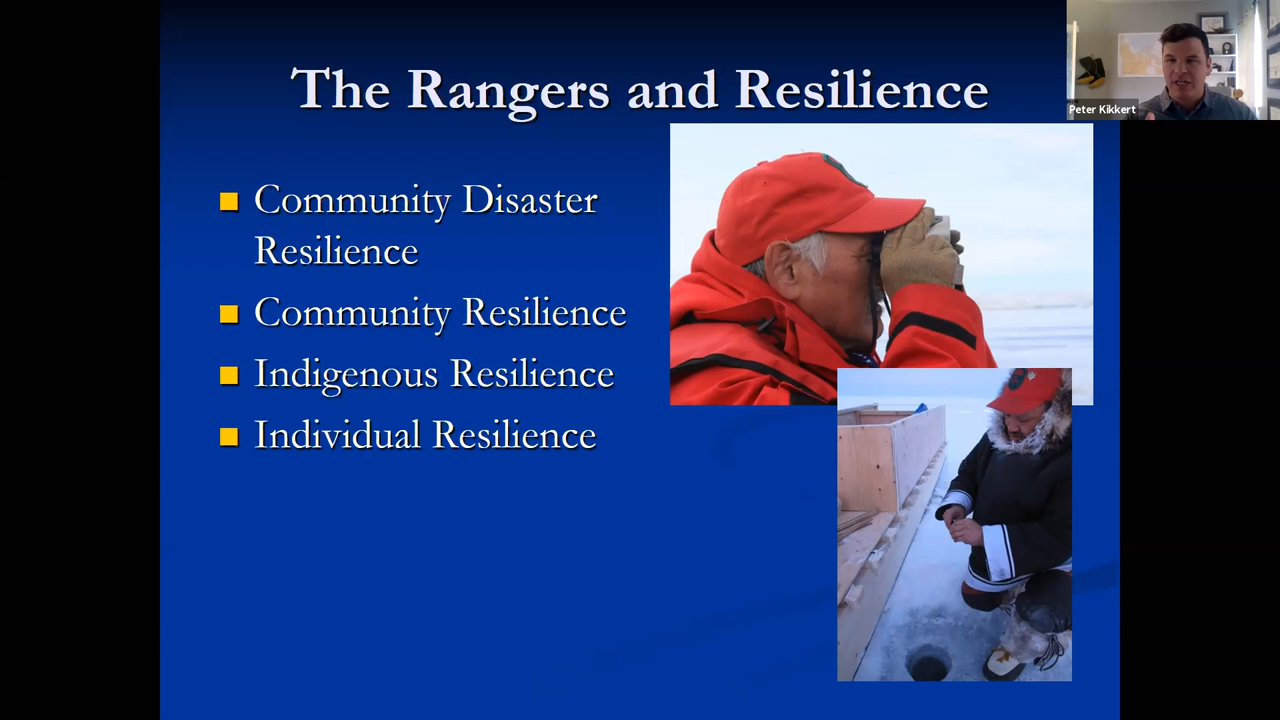 The Rangers and Resilience
Peter Kikkert
Community Disaster
Resilience
Community Resilience
Indigenous Resilience
Individual Resilience